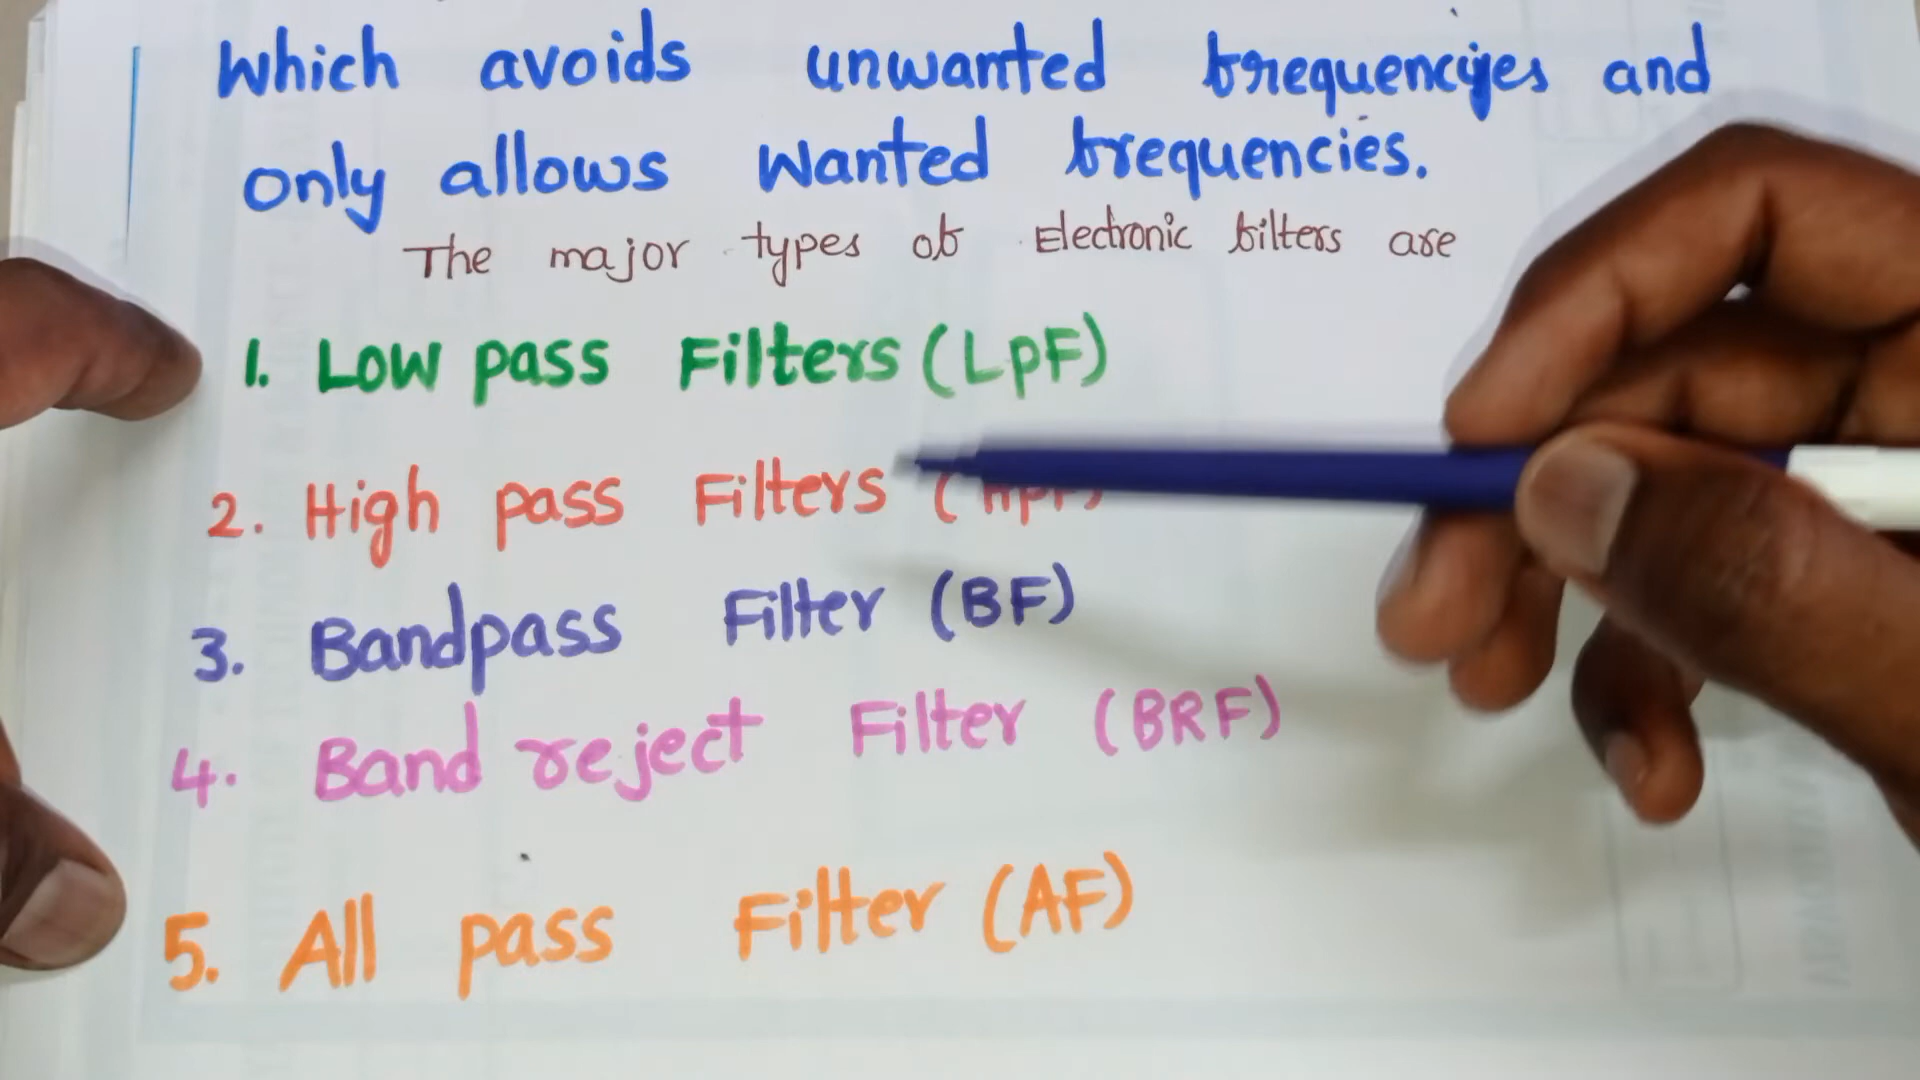 Which avoids unwanted frequenciyes and
only allows wanted frequencies.
The major types of Electronic filters are
1. Low pass Filters (LpF)
2. High pass Filters (HpF)
3. Bandpass Filter (BF)
4. Band reject Filter (BRF)
5. All pass Filter (AF)